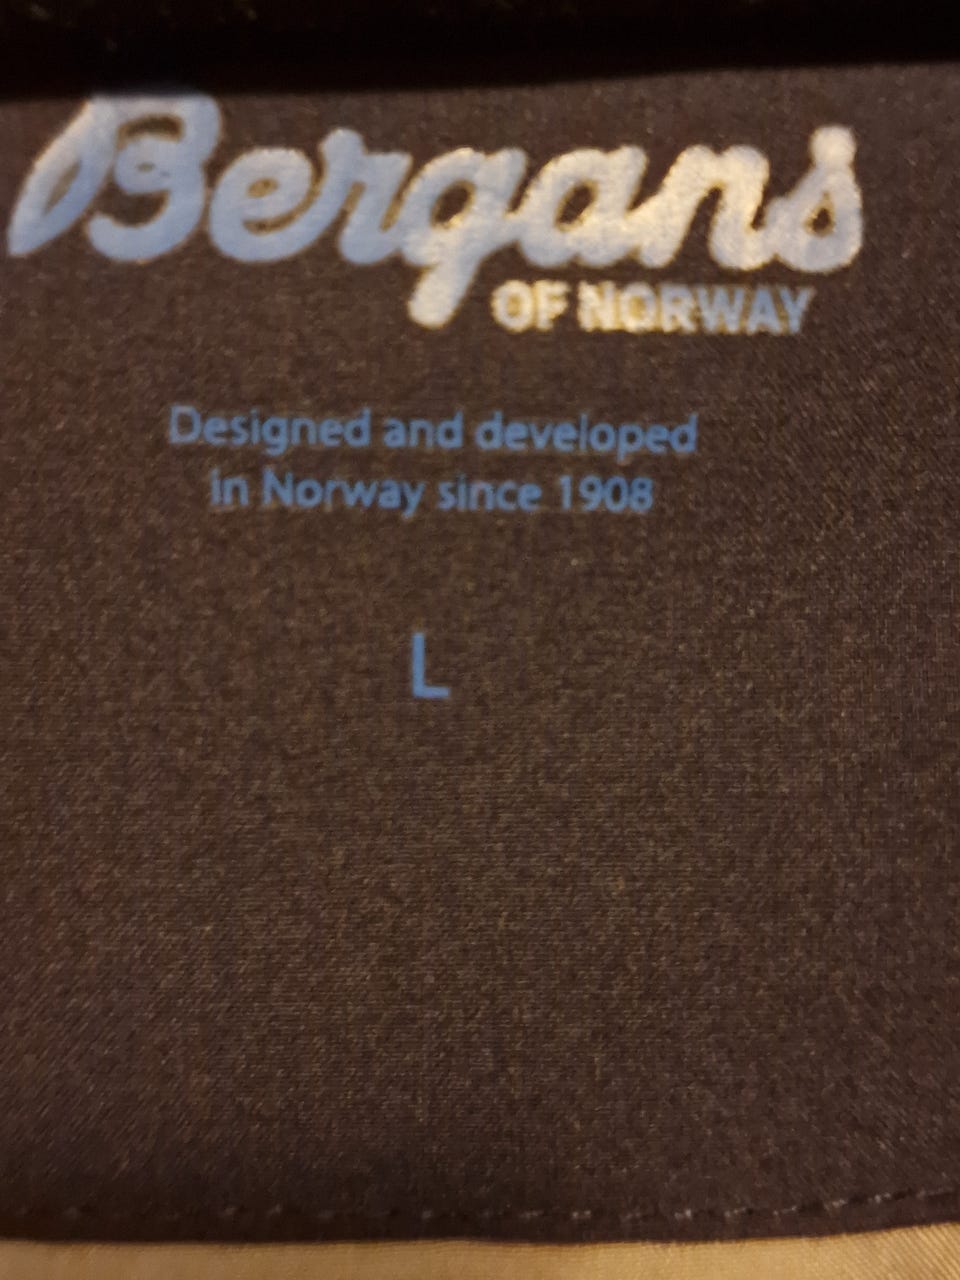 Bergans
OF NORWAY
Designed and developed
in Norway since 1908
L